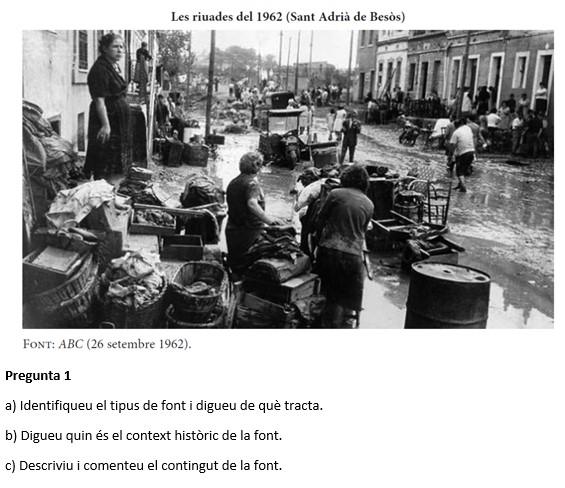 Les riuades del 1962 (Sant Adrià de Besòs)
FONT: ABC (26 setembre 1962).
Pregunta 1
a) Identifiqueu el tipus de font i digueu de què tracta.
b) Digueu quin és el context històric de la font.
c) Descriviu i comenteu el contingut de la font.